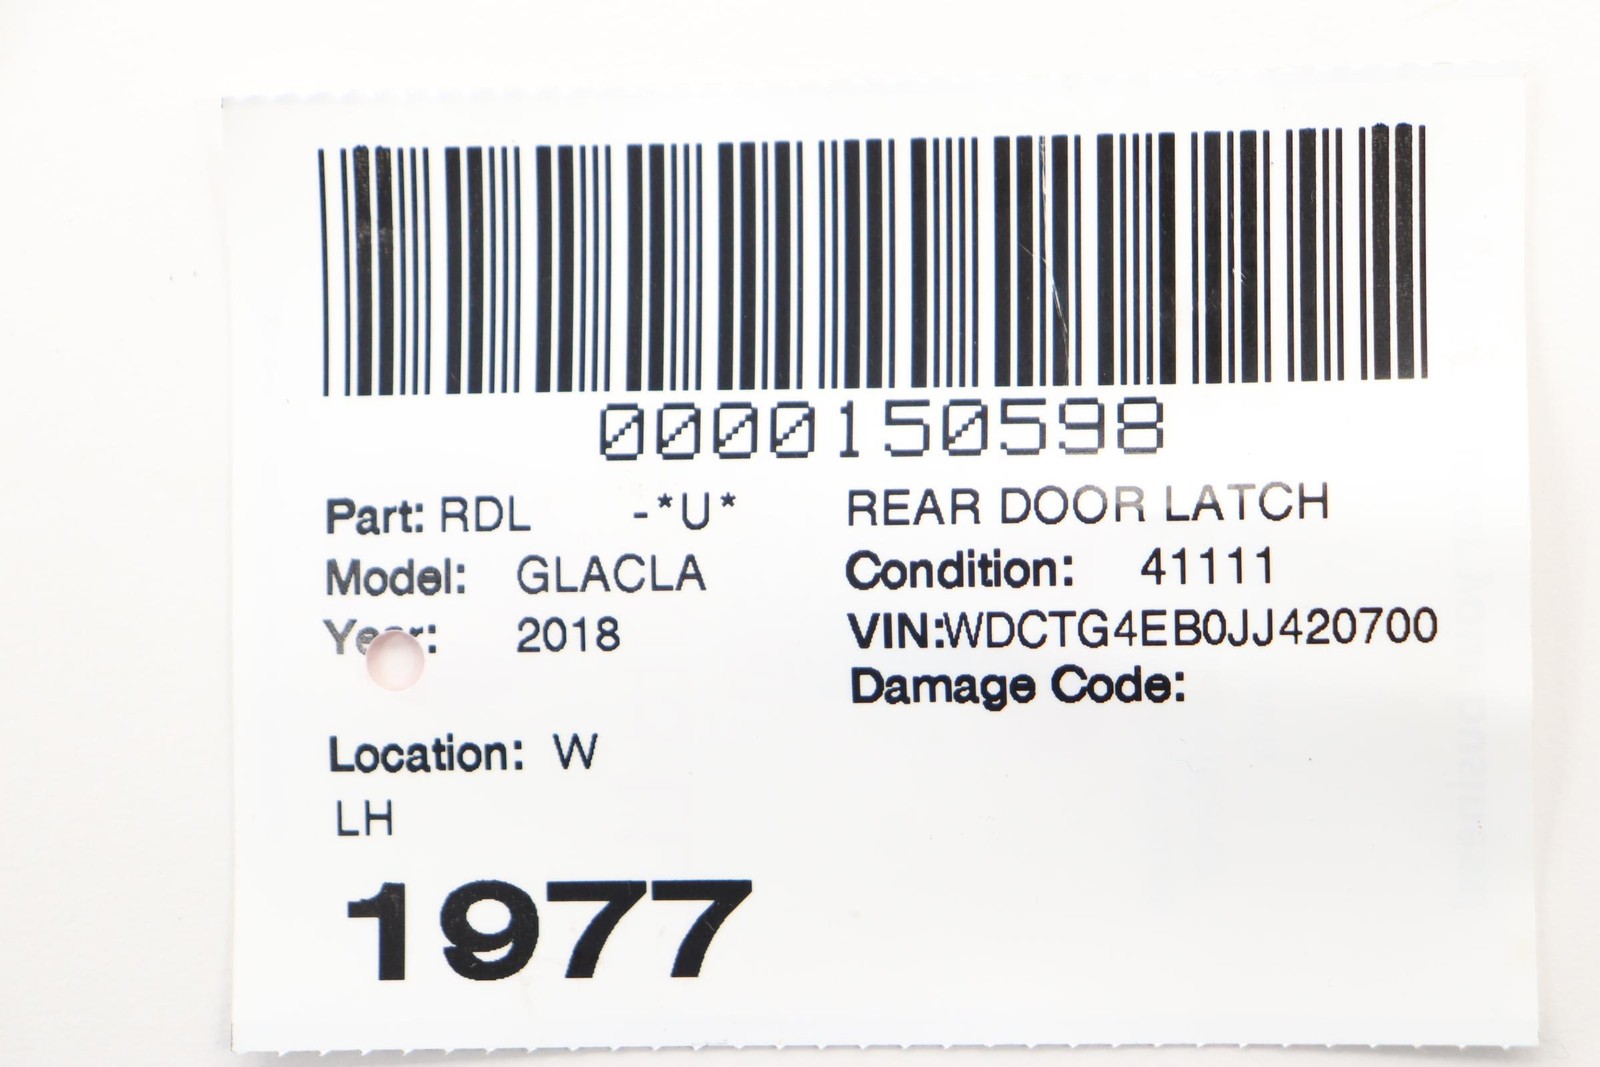 0000150598
Part: RDL -*U* REAR DOOR LATCH
Model: GLACLA Condition: 41111
Year: 2018 VIN:WDCTG4EB0JJ420700
Damage Code:
Location: W
LH
1977